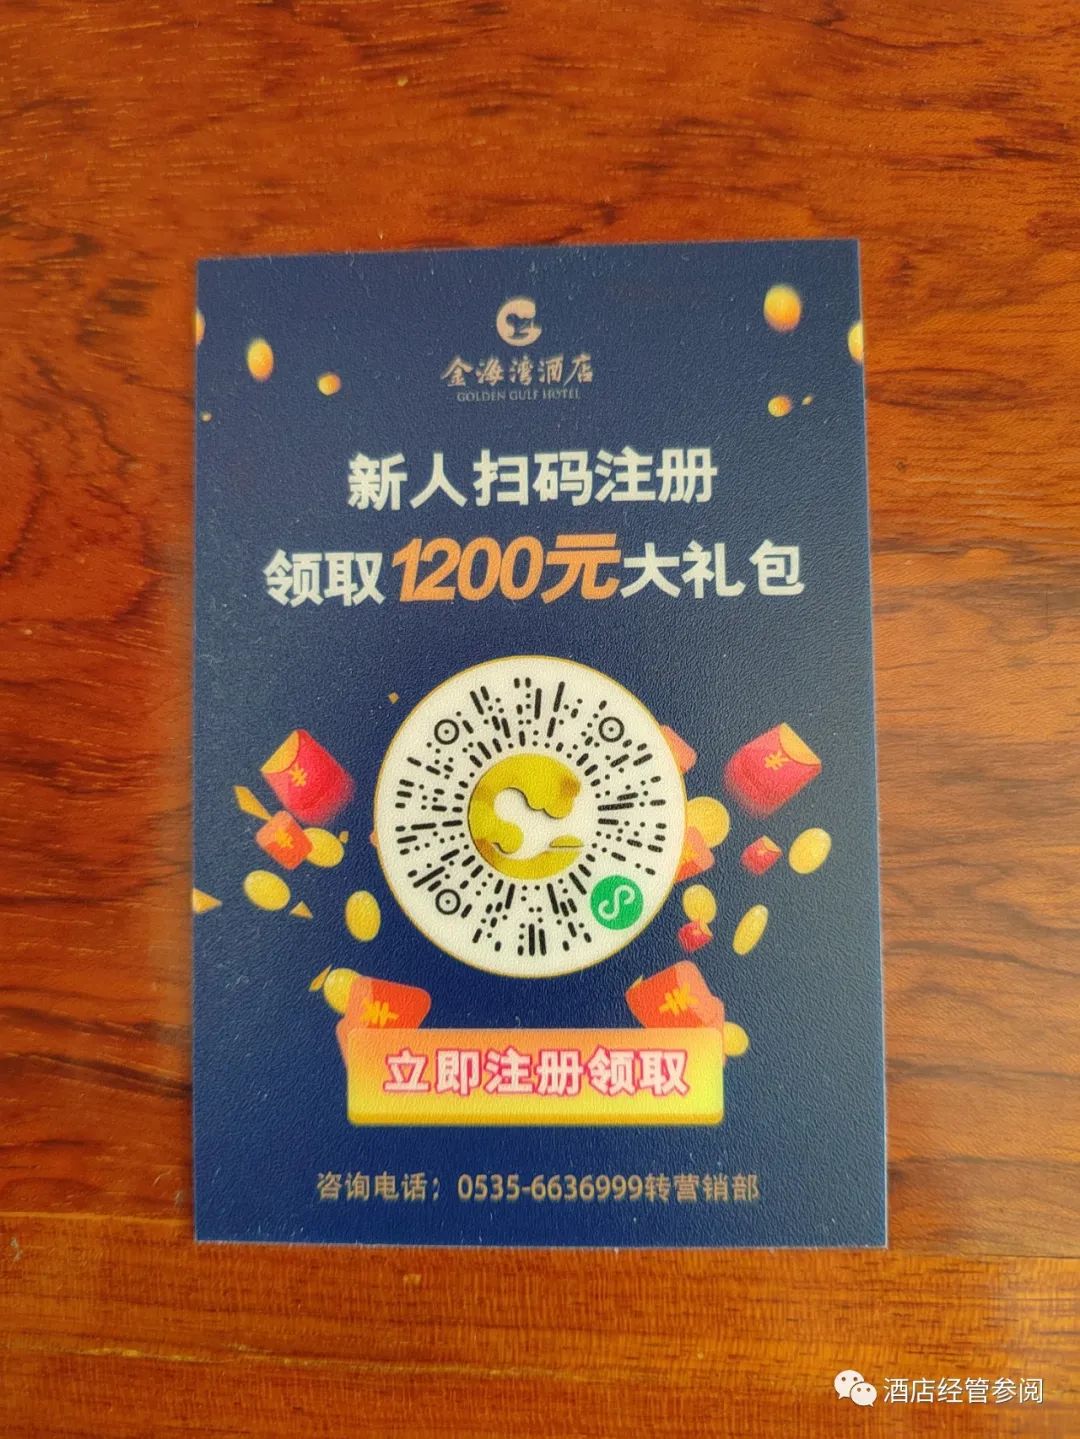 金海湾酒店
GOLDEN GULF HOTEL
新人扫码注册
领取1200元大礼包
立即注册领取
咨询电话：0535-6636999转营销部
酒店经管参阅